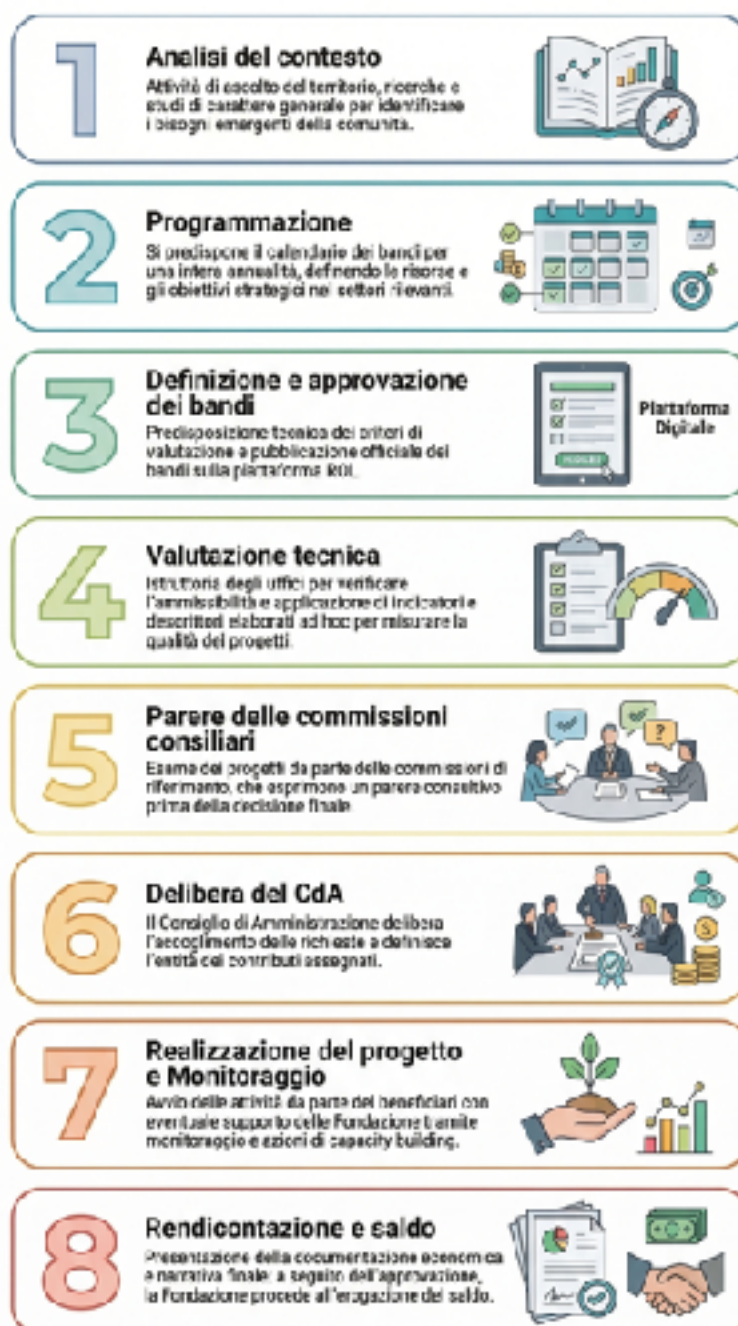 1
Analisi del contesto
Attività di ascolto del territorio, ricerche e
studi di carattere generale per identificare
i bisogni emergenti della comunità.
2
Programmazione
Si predispone il calendario dei bandi per
una intera annualità, definendo le risorse e
gli obiettivi strategici nei settori rilevanti.
3
Definizione e approvazione
dei bandi
Predisposizione tecnica dei criteri di
valutazione e pubblicazione officiale dei
bandi sulla piattaforma ROL.
Piattaforma
Digitale
4
Valutazione tecnica
Istruttoria degli uffici per verificare
l'ammissibilità e applicazione di indicatori e
descrittori elaborati ad hoc per misurare la
qualità dei progetti.
5
Parere delle commissioni
consiliari
Esame dei progetti da parte delle commissioni di
riferimento, che esprimono un parere consultivo
prima della decisione finale.
?
6
Delibera del CdA
Il Consiglio di Amministrazione delibera
l'accoglimento delle richieste e definisce
l'entità dei contributi assegnati.
$
7
Realizzazione del progetto
e Monitoraggio
Avvio delle attività da parte dei beneficiari con
eventuale supporto delle Fondazione tramite
monitoraggio e azioni di capacity building.
8
Rendicontazione e saldo
Presentazione della documentazione economica
e narrativa finale: a seguito dell'approvazione,
la Fondazione procede all'erogazione del saldo.